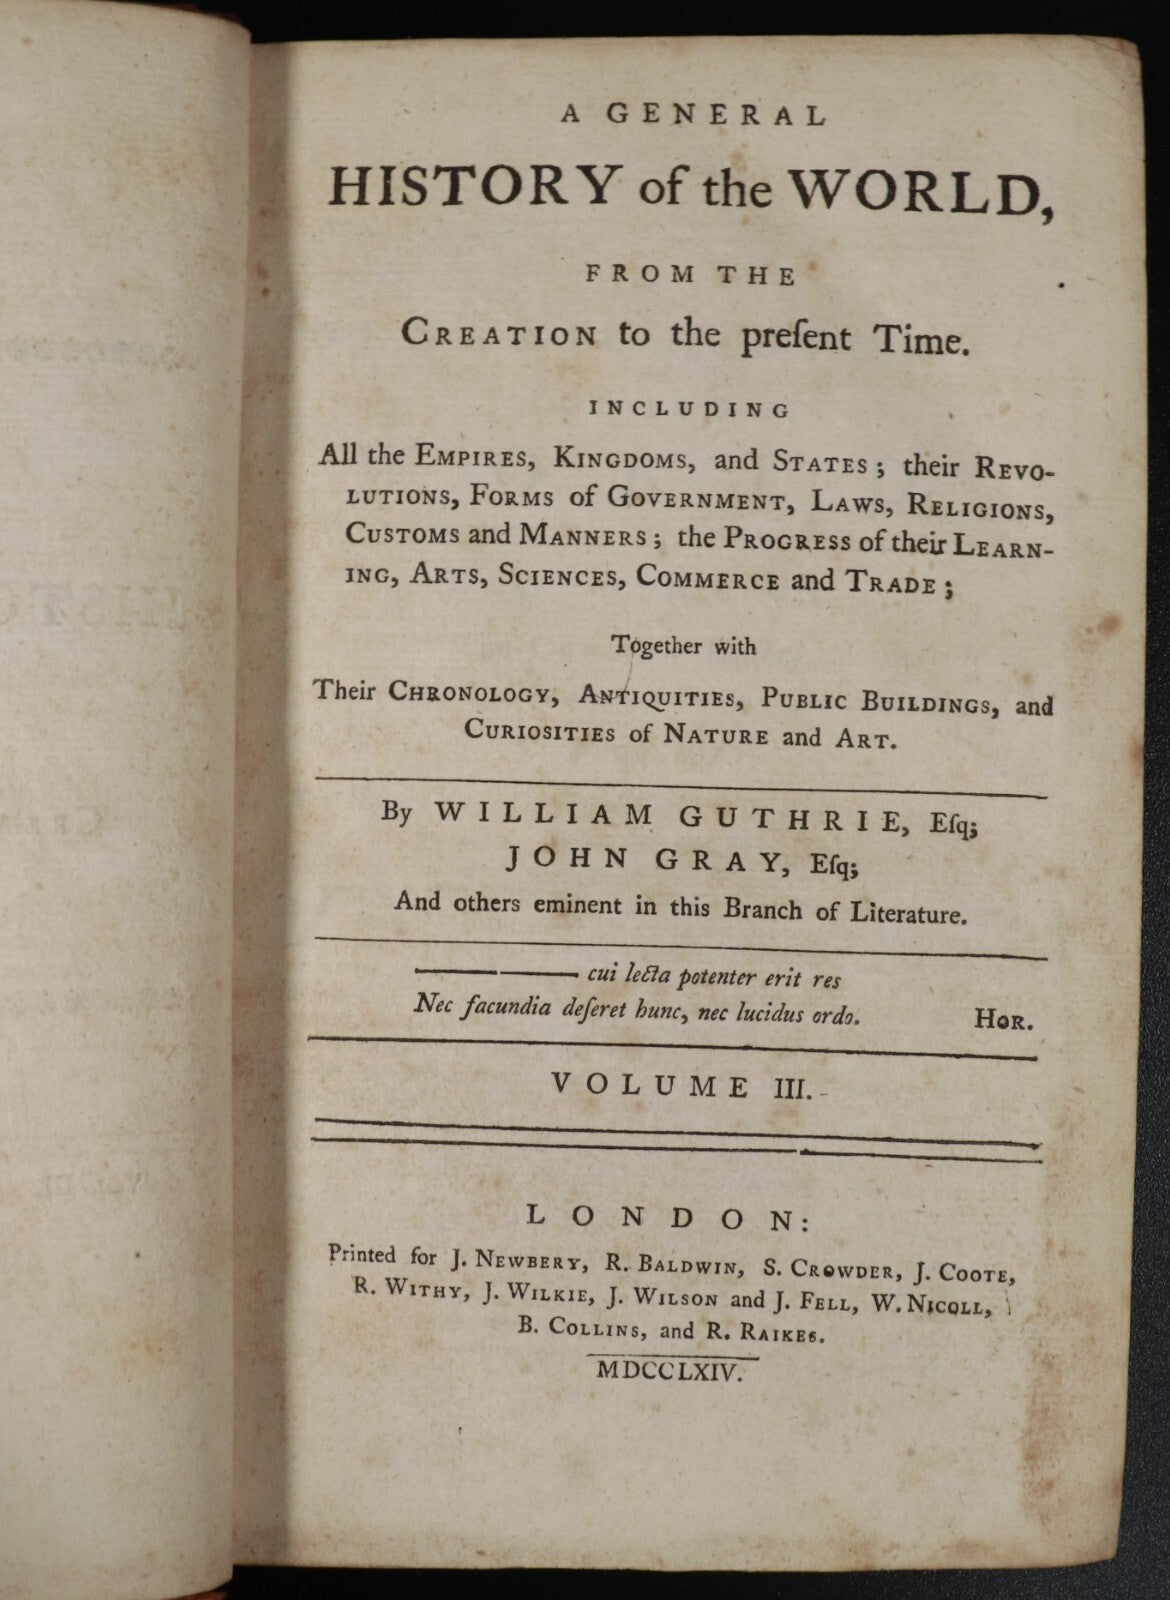 A GENERAL
HISTORY of the WORLD,
FROM THE
CREATION to the preſent Time.
INCLUDING
All the EMPIRES, KINGDOMS, and STATES; their REVO-
LUTIONS, FORMS of GOVERNMENT, LAWS, RELIGIONS,
CUSTOMS and MANNERS; the PROGRESS of their LEARN-
ING, ARTS, SCIENCES, COMMERCE and TRADE;
Together with
Their CHRONOLOGY, ANTIQUITIES, PUBLIC BUILDINGS, and
CURIOSITIES of NATURE and ART.
By WILLIAM GUTHRIE, Eſq;
JOHN GRAY, Eſq;
And others eminent in this Branch of Literature.
—— —— cui lecta potenter erit res
Nec facundia deſeret hunc, nec lucidus ordo. HOR.
VOLUME III.
LONDON:
Printed for J. NEWBERY, R. BALDWIN, S. CROWDER, J. COOTE,
R. WITHY, J. WILKIE, J. WILSON and J. FELL, W. NICOLL,
B. COLLINS, and R. RAIKES.
MDCCLXIV.